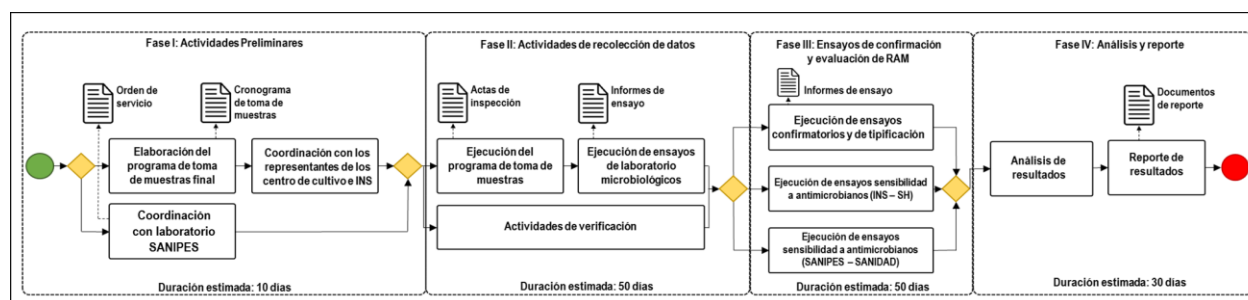 Fase I: Actividades Preliminares
Orden de
servicio
Cronograma
de toma de
muestras
Elaboración del
programa de toma
de muestras final
Coordinación con los
representantes de los
centro de cultivo e INS
Coordinación
con laboratorio
SANIPES
Duración estimada: 10 dias
Fase II: Actividades de recolección de datos
Actas de
inspección
Informes de
ensayo
Ejecución del
programa de toma de
muestras
Ejecución de ensayos
de laboratorio
microbiológicos
Actividades de verificación
Duración estimada: 50 dias
Fase III: Ensayos de confirmación
y evaluación de RAM
Informes de ensayo
Ejecución de ensayos
confirmatorios y de tipificación
Ejecución de ensayos sensibilidad
a antimicrobianos (INS – SH)
Ejecución de ensayos
sensibilidad a antimicrobianos
(SANIPES – SANIDAD)
Duración estimada: 50 dias
Fase IV: Análisis y reporte
Documentos
de reporte
Análisis de
resultados
Reporte de
resultados
Duración estimada: 30 dias